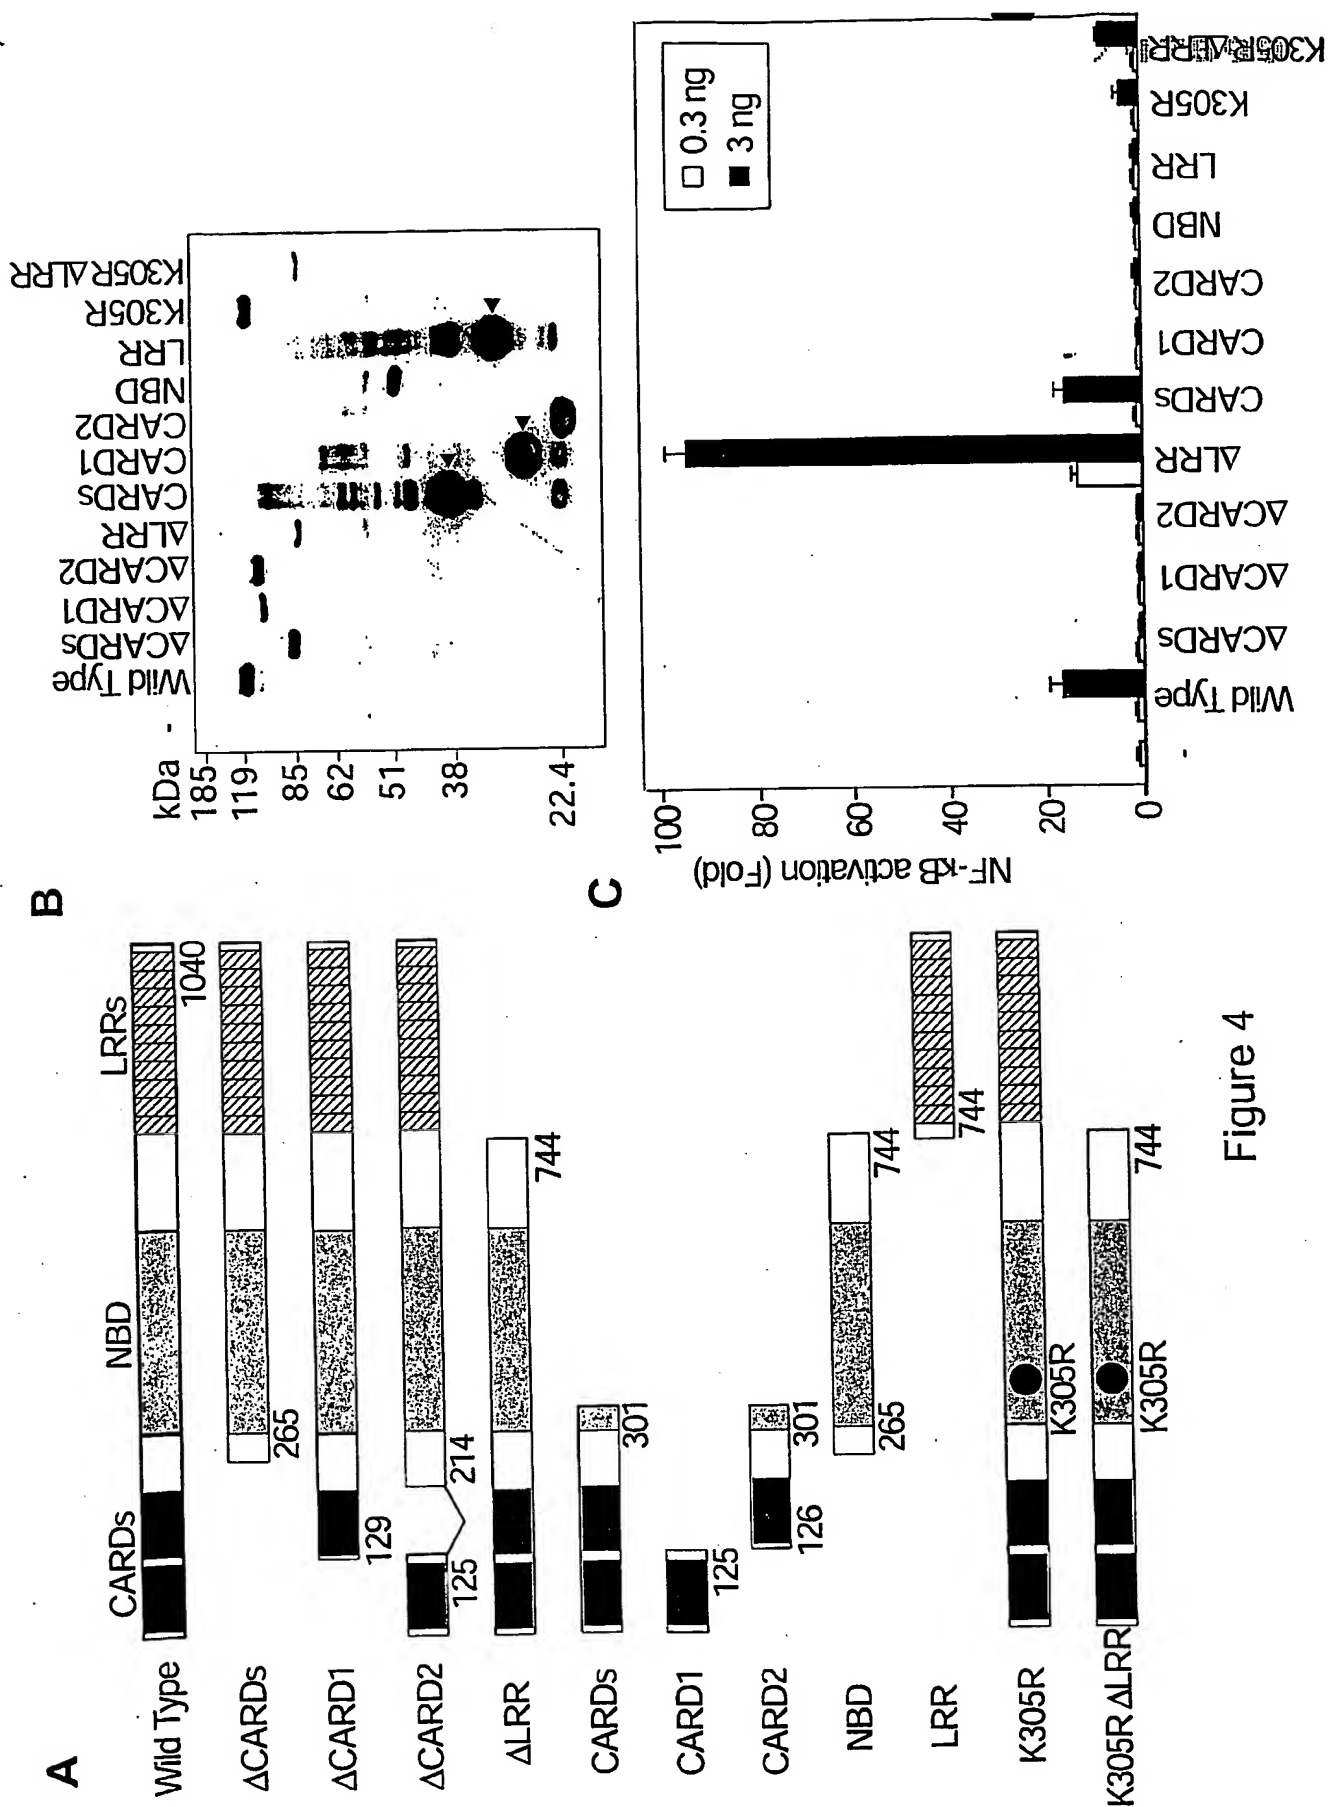 A
CARDs NBD LRRs
Wild Type 1040
ΔCARDs 265
ΔCARD1 129
ΔCARD2 125 214
ΔLRR 744
CARDs 301
CARD1 125
CARD2 126 301
NBD 265 744
LRR 744
K305R K305R
K305R ΔLRR K305R 744
B
kDa
185
119
85
62
51
38
22.4
-
Wild Type
ΔCARDs
ΔCARD1
ΔCARD2
ΔLRR
CARDs
CARD1
CARD2
NBD
LRR
K305R
K305RΔLRR
C
NF-κB activation (Fold)
100
80
60
40
20
0
0.3 ng
3 ng
-
Wild Type
ΔCARDs
ΔCARD1
ΔCARD2
ΔLRR
CARDs
CARD1
CARD2
NBD
LRR
K305R
K305RΔLRR
Figure 4